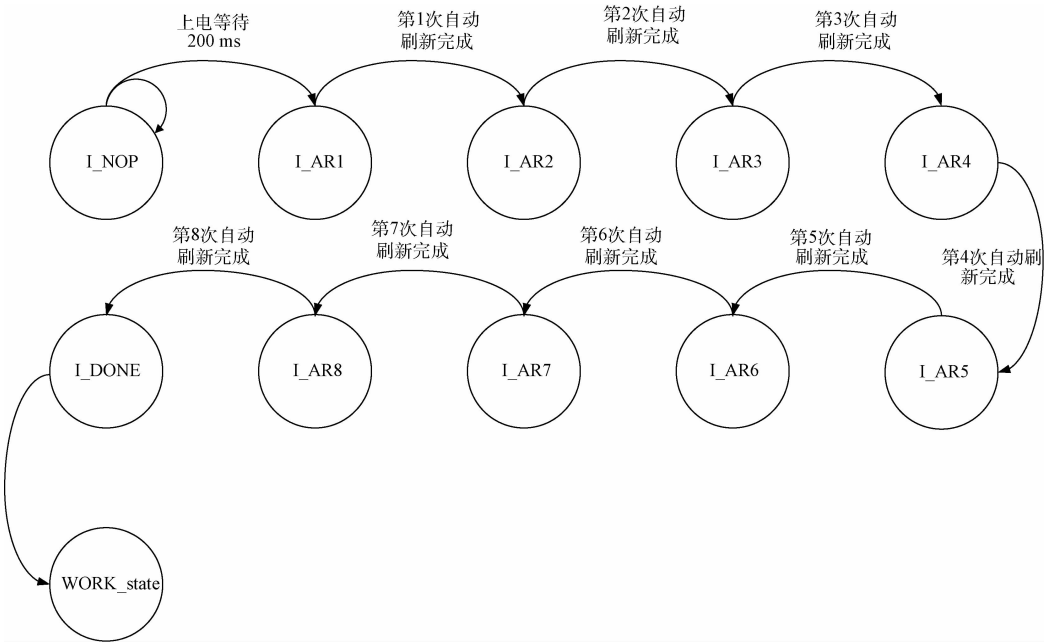 上电等待
200 ms
第1次自动
刷新完成
第2次自动
刷新完成
第3次自动
刷新完成
I_NOP
I_AR1
I_AR2
I_AR3
I_AR4
第8次自动
刷新完成
第7次自动
刷新完成
第6次自动
刷新完成
第5次自动
刷新完成
第4次自动刷
新完成
I_DONE
I_AR8
I_AR7
I_AR6
I_AR5
WORK_state